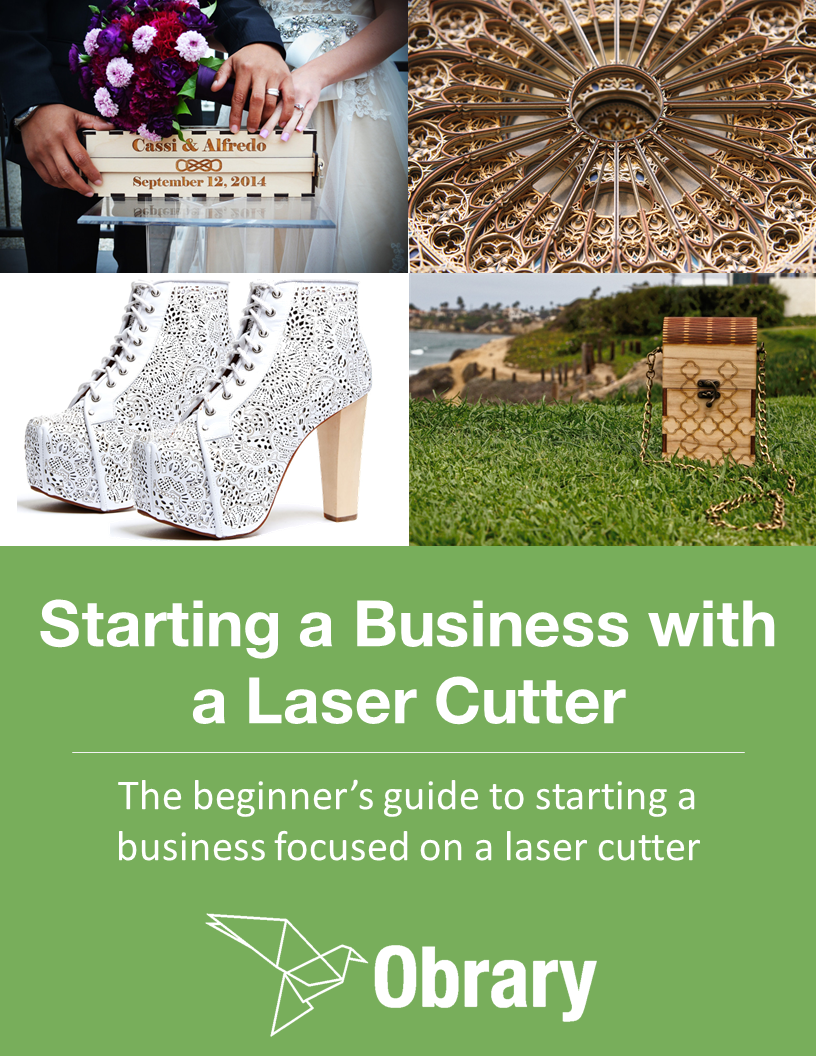 Cassi & Alfredo
September 12, 2014
Starting a Business with
a Laser Cutter
The beginner’s guide to starting a
business focused on a laser cutter
Obrary